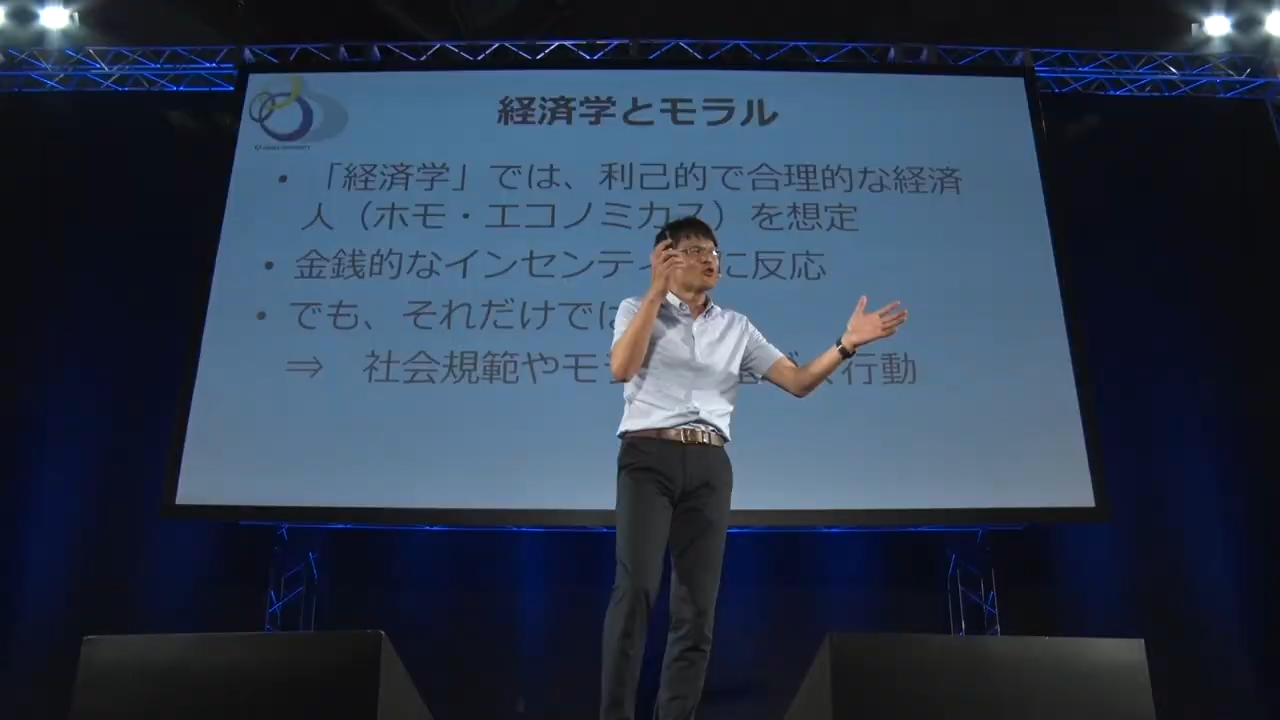 経済学とモラル
• 「経済学」では、利己的で合理的な経済
人（ホモ・エコノミカス）を想定
• 金銭的なインセンティ に反応
• でも、それだけでは
⇒ 社会規範やモラ 行動